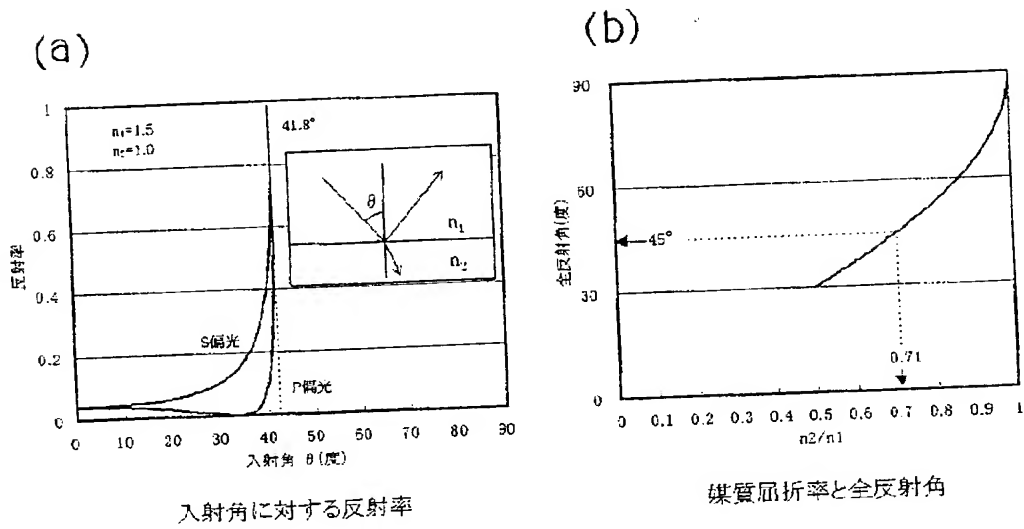 (a)
1
0.8
0.6
0.4
0.2
0
反射率
n₁=1.5
n₂=1.0
41.8°
θ
n₁
n₂
S偏光
P偏光
0 10 20 30 40 50 60 70 80 90
入射角 θ(度)
入射角に対する反射率
(b)
90
60
30
0
全反射角(度)
45°
0.71
0 0.1 0.2 0.3 0.4 0.5 0.6 0.7 0.8 0.9 1
n2/n1
媒質屈折率と全反射角